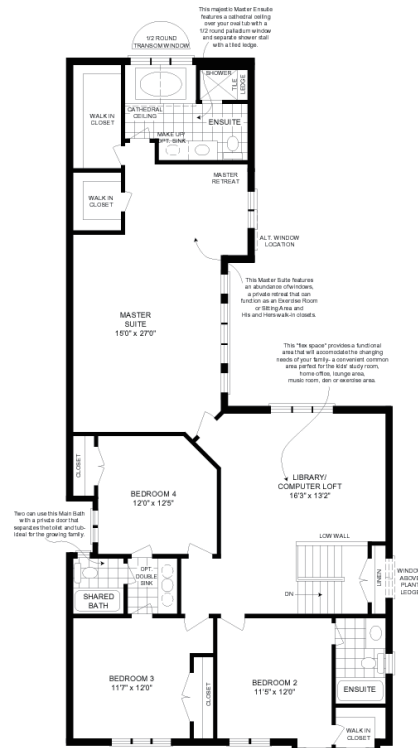 This majestic Master Ensuite
features a cathedral ceiling
over your oval tub with a
1/2 round palladium window
and separate shower stall
with a tiled ledge.
1/2 ROUND
TRANSOM WINDOW
SHOWER
TILE
LEDGE
WALK IN
CLOSET
CATHEDRAL
CEILING
ENSUITE
MAKE UP/
OPT. SINK
MASTER
RETREAT
WALK IN
CLOSET
ALT. WINDOW
LOCATION
This Master Suite features
an abundance of windows,
a private retreat that can
function as an Exercise Room
or Sitting Area and
His and Hers walk-in closets.
MASTER
SUITE
15'0" x 27'0"
This "flex space" provides a functional
area that will accomodate the changing
needs of your family- a convenient common
area perfect for the kids' study room,
home office, lounge area,
music room, den or exercise area.
CLOSET
BEDROOM 4
12'0" x 12'5"
LIBRARY/
COMPUTER LOFT
16'3" x 13'2"
Two can use this Main Bath
with a private door that
separates the toilet and tub-
ideal for the growing family.
LOW WALL
OPT.
DOUBLE
SINK
LINEN
WINDOW
ABOVE
PLANT
LEDGE
DN
SHARED
BATH
BEDROOM 3
11'7" x 12'0"
CLOSET
BEDROOM 2
11'5" x 12'0"
ENSUITE
WALK IN
CLOSET